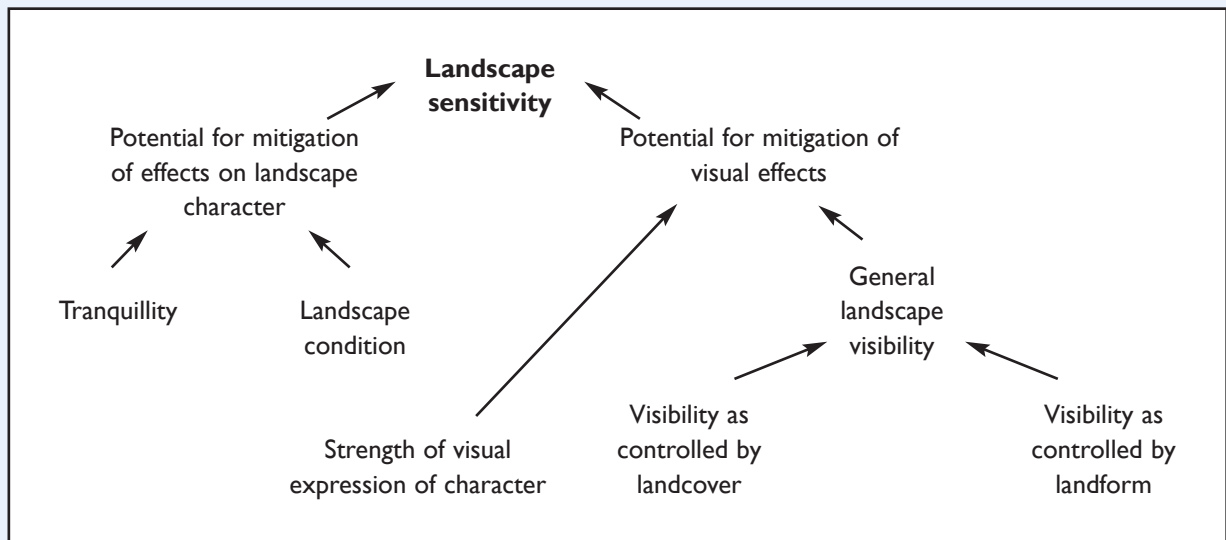 Landscape
sensitivity
Potential for mitigation
of effects on landscape
character
Potential for mitigation of
visual effects
Tranquillity
Landscape
condition
General
landscape
visibility
Strength of visual
expression of character
Visibility as
controlled by
landcover
Visibility as
controlled by
landform